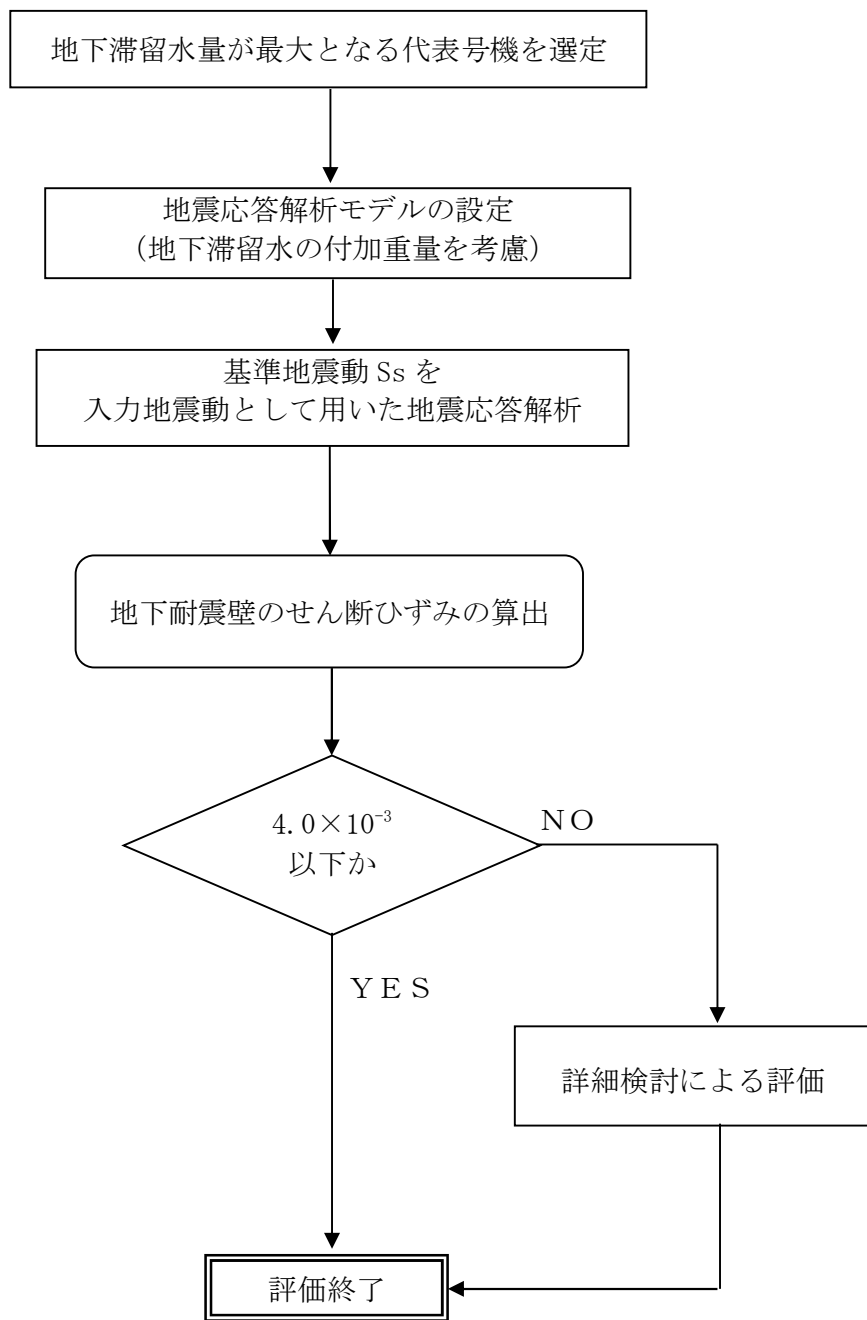 地下滞留水量が最大となる代表号機を選定
地震応答解析モデルの設定
（地下滞留水の付加重量を考慮）
基準地震動 Ss を
入力地震動として用いた地震応答解析
地下耐震壁のせん断ひずみの算出
4.0×10⁻³
以下か
ＮＯ
ＹＥＳ
詳細検討による評価
評価終了